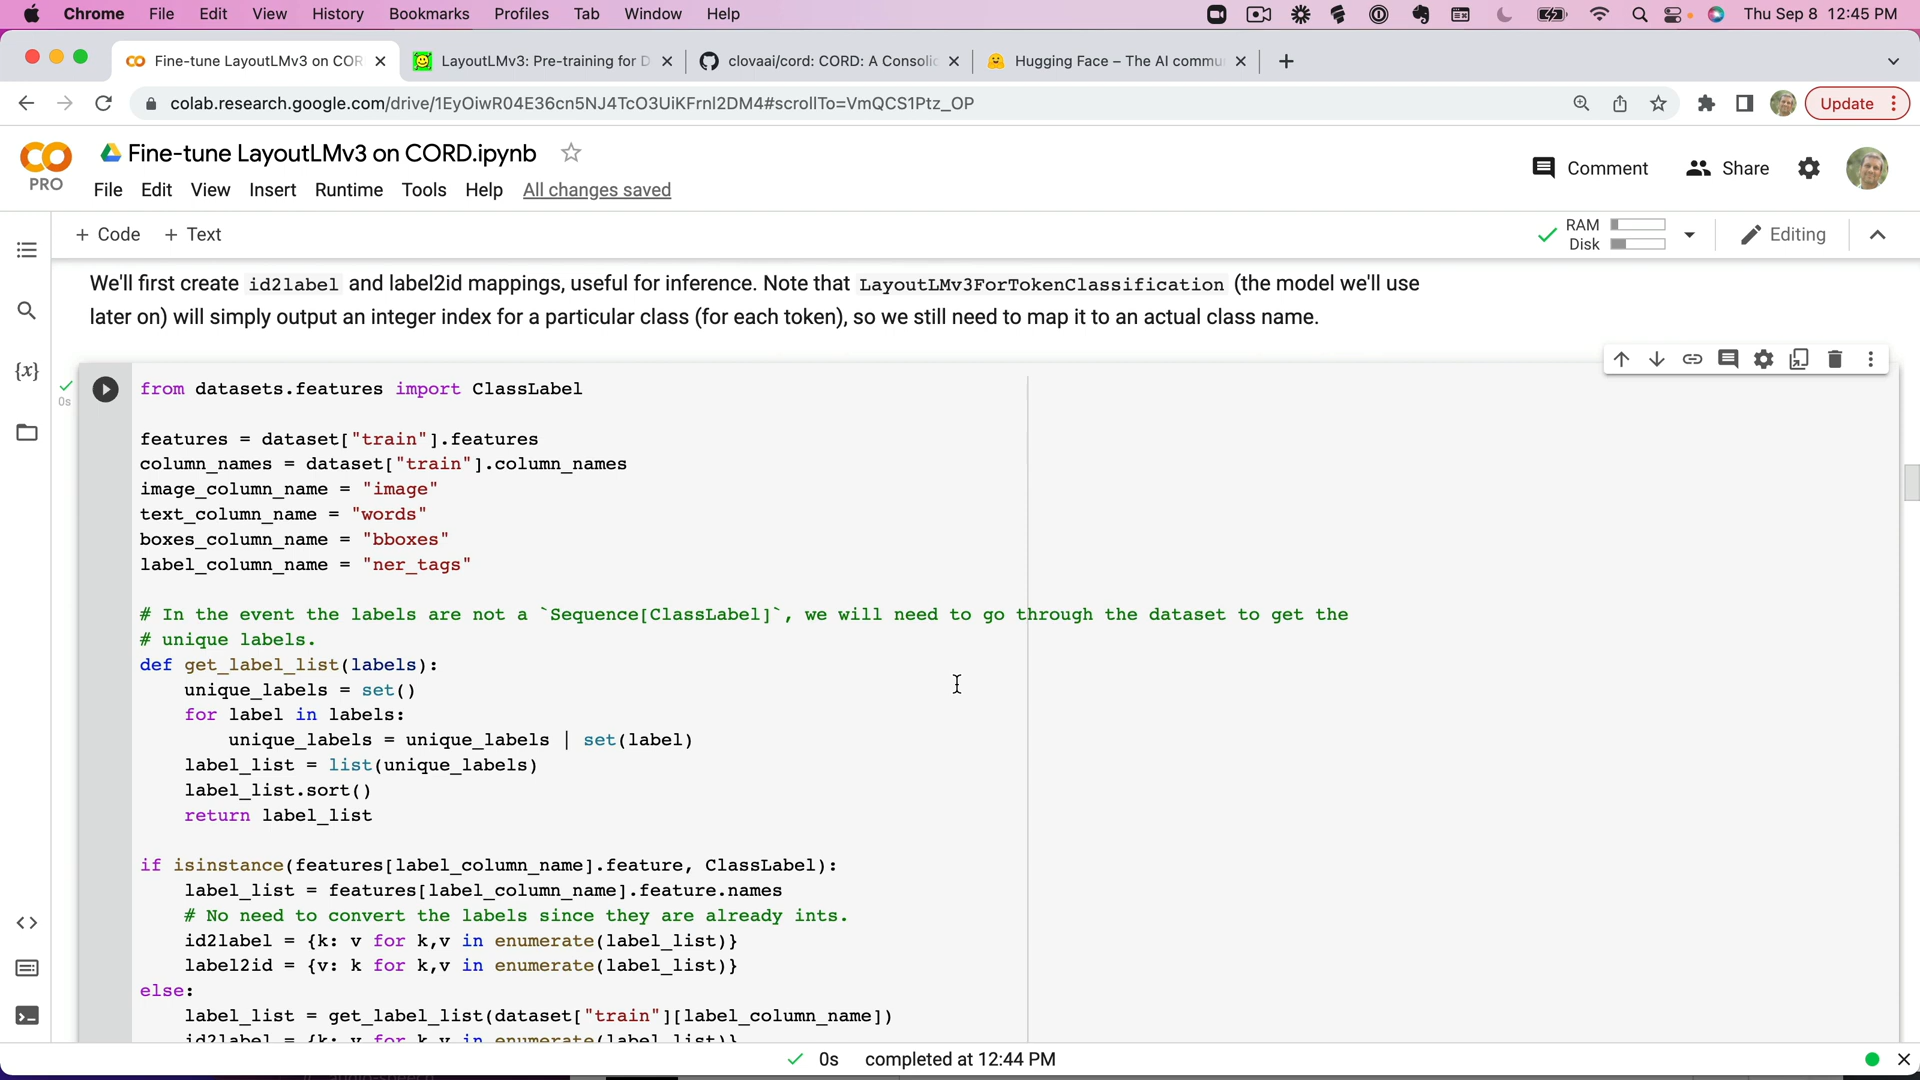 Chrome File Edit View History Bookmarks Profiles Tab Window Help Thu Sep 8 12:45 PM
Fine-tune LayoutLMv3 on COR LayoutLMv3: Pre-training for D clovaai/cord: CORD: A Consolic Hugging Face – The AI commu
colab.research.google.com/drive/1EyOiwR04E36cn5NJ4TcO3UiKFrnl2DM4#scrollTo=VmQCS1Ptz_OP Update
PRO Fine-tune LayoutLMv3 on CORD.ipynb
File Edit View Insert Runtime Tools Help All changes saved Comment Share
+ Code + Text RAM Disk Editing
We'll first create id2label and label2id mappings, useful for inference. Note that LayoutLMv3ForTokenClassification (the model we'll use
later on) will simply output an integer index for a particular class (for each token), so we still need to map it to an actual class name.
0s
{x}
from datasets.features import ClassLabel
features = dataset["train"].features
column_names = dataset["train"].column_names
image_column_name = "image"
text_column_name = "words"
boxes_column_name = "bboxes"
label_column_name = "ner_tags"
# In the event the labels are not a `Sequence[ClassLabel]`, we will need to go through the dataset to get the
# unique labels.
def get_label_list(labels):
unique_labels = set()
for label in labels:
unique_labels = unique_labels | set(label)
label_list = list(unique_labels)
label_list.sort()
return label_list
if isinstance(features[label_column_name].feature, ClassLabel):
label_list = features[label_column_name].feature.names
# No need to convert the labels since they are already ints.
id2label = {k: v for k,v in enumerate(label_list)}
label2id = {v: k for k,v in enumerate(label_list)}
else:
label_list = get_label_list(dataset["train"][label_column_name])
id2label = {k: v for k,v in enumerate(label_list)}
0s completed at 12:44 PM